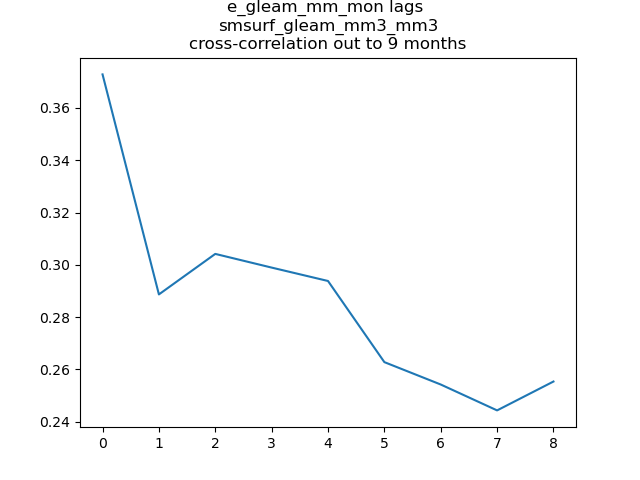 e_gleam_mm_mon lags
smsurf_gleam_mm3_mm3
cross-correlation out to 9 months
0.36
0.34
0.32
0.30
0.28
0.26
0.24
0 1 2 3 4 5 6 7 8